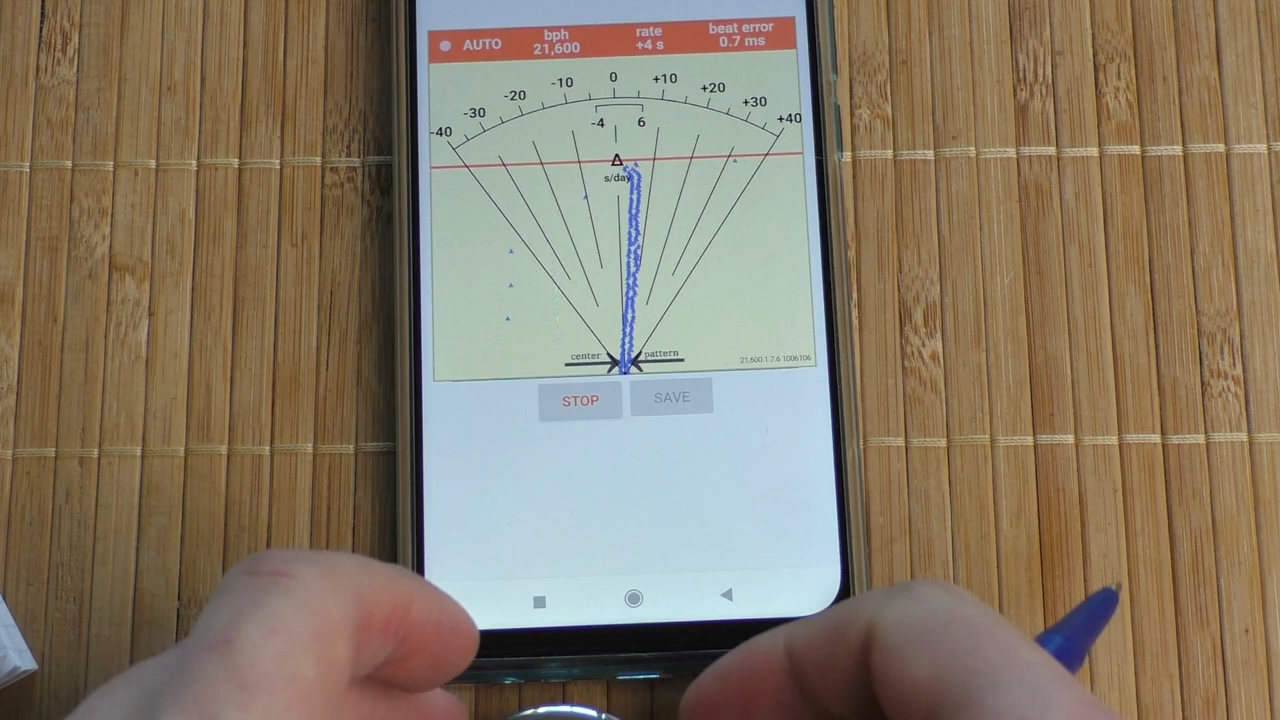 AUTO bph rate beat error
21,600 +4 s 0.7 ms
-40 -30 -20 -10 0 +10 +20 +30 +40
-4 6
Δ
s/day
center pattern
21,600:1 7.6 1006106
STOP SAVE